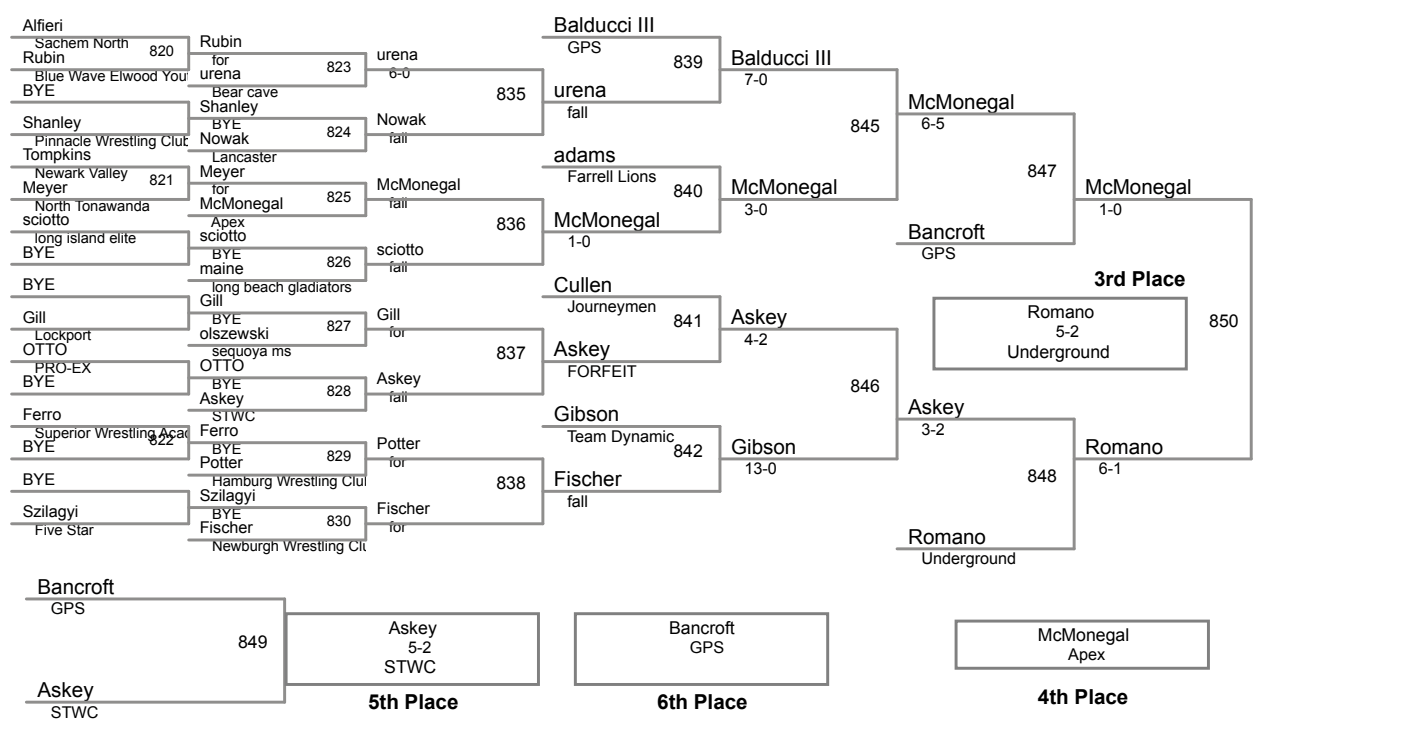 Alfieri
Sachem North
820
Rubin
Blue Wave Elwood You
BYE
Shanley
Pinnacle Wrestling Club
Tompkins
Newark Valley
821
Meyer
North Tonawanda
sciotto
long island elite
BYE
BYE
Gill
Lockport
OTTO
PRO-EX
BYE
Ferro
Superior Wrestling Acad
822
BYE
BYE
Szilagyi
Five Star
Rubin
for
823
urena
Bear cave
Shanley
BYE
824
Nowak
Lancaster
Meyer
for
825
McMonegal
Apex
sciotto
BYE
826
maine
long beach gladiators
Gill
BYE
827
olszewski
sequoya ms
OTTO
BYE
828
Askey
STWC
Ferro
BYE
829
Potter
Hamburg Wrestling Clu
Szilagyi
BYE
830
Fischer
Newburgh Wrestling Clu
urena
6-0
835
Nowak
fall
McMonegal
fall
836
sciotto
fall
Gill
for
837
Askey
fall
Potter
for
838
Fischer
for
Balducci III
GPS
839
urena
fall
adams
Farrell Lions
840
McMonegal
1-0
Cullen
Journeymen
841
Askey
FORFEIT
Gibson
Team Dynamic
842
Fischer
fall
Balducci III
7-0
845
McMonegal
3-0
Askey
4-2
846
Gibson
13-0
McMonegal
6-5
847
Bancroft
GPS
Askey
3-2
848
Romano
Underground
McMonegal
1-0
850
Romano
6-1
3rd Place
Romano
5-2
Underground
Bancroft
GPS
849
Askey
STWC
Askey
5-2
STWC
5th Place
Bancroft
GPS
6th Place
McMonegal
Apex
4th Place